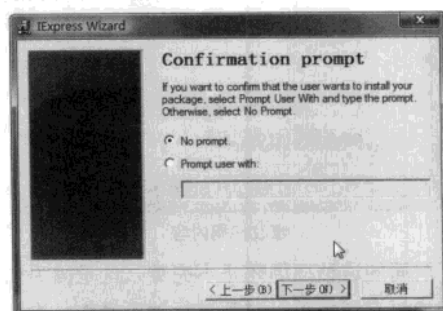 IExpress Wizard
Confirmation prompt
If you want to confirm that the user wants to install your
package, select Prompt User With and type the prompt.
Otherwise, select No Prompt.
No prompt.
Prompt user with:
< 上一步(B) 下一步(N) > 取消